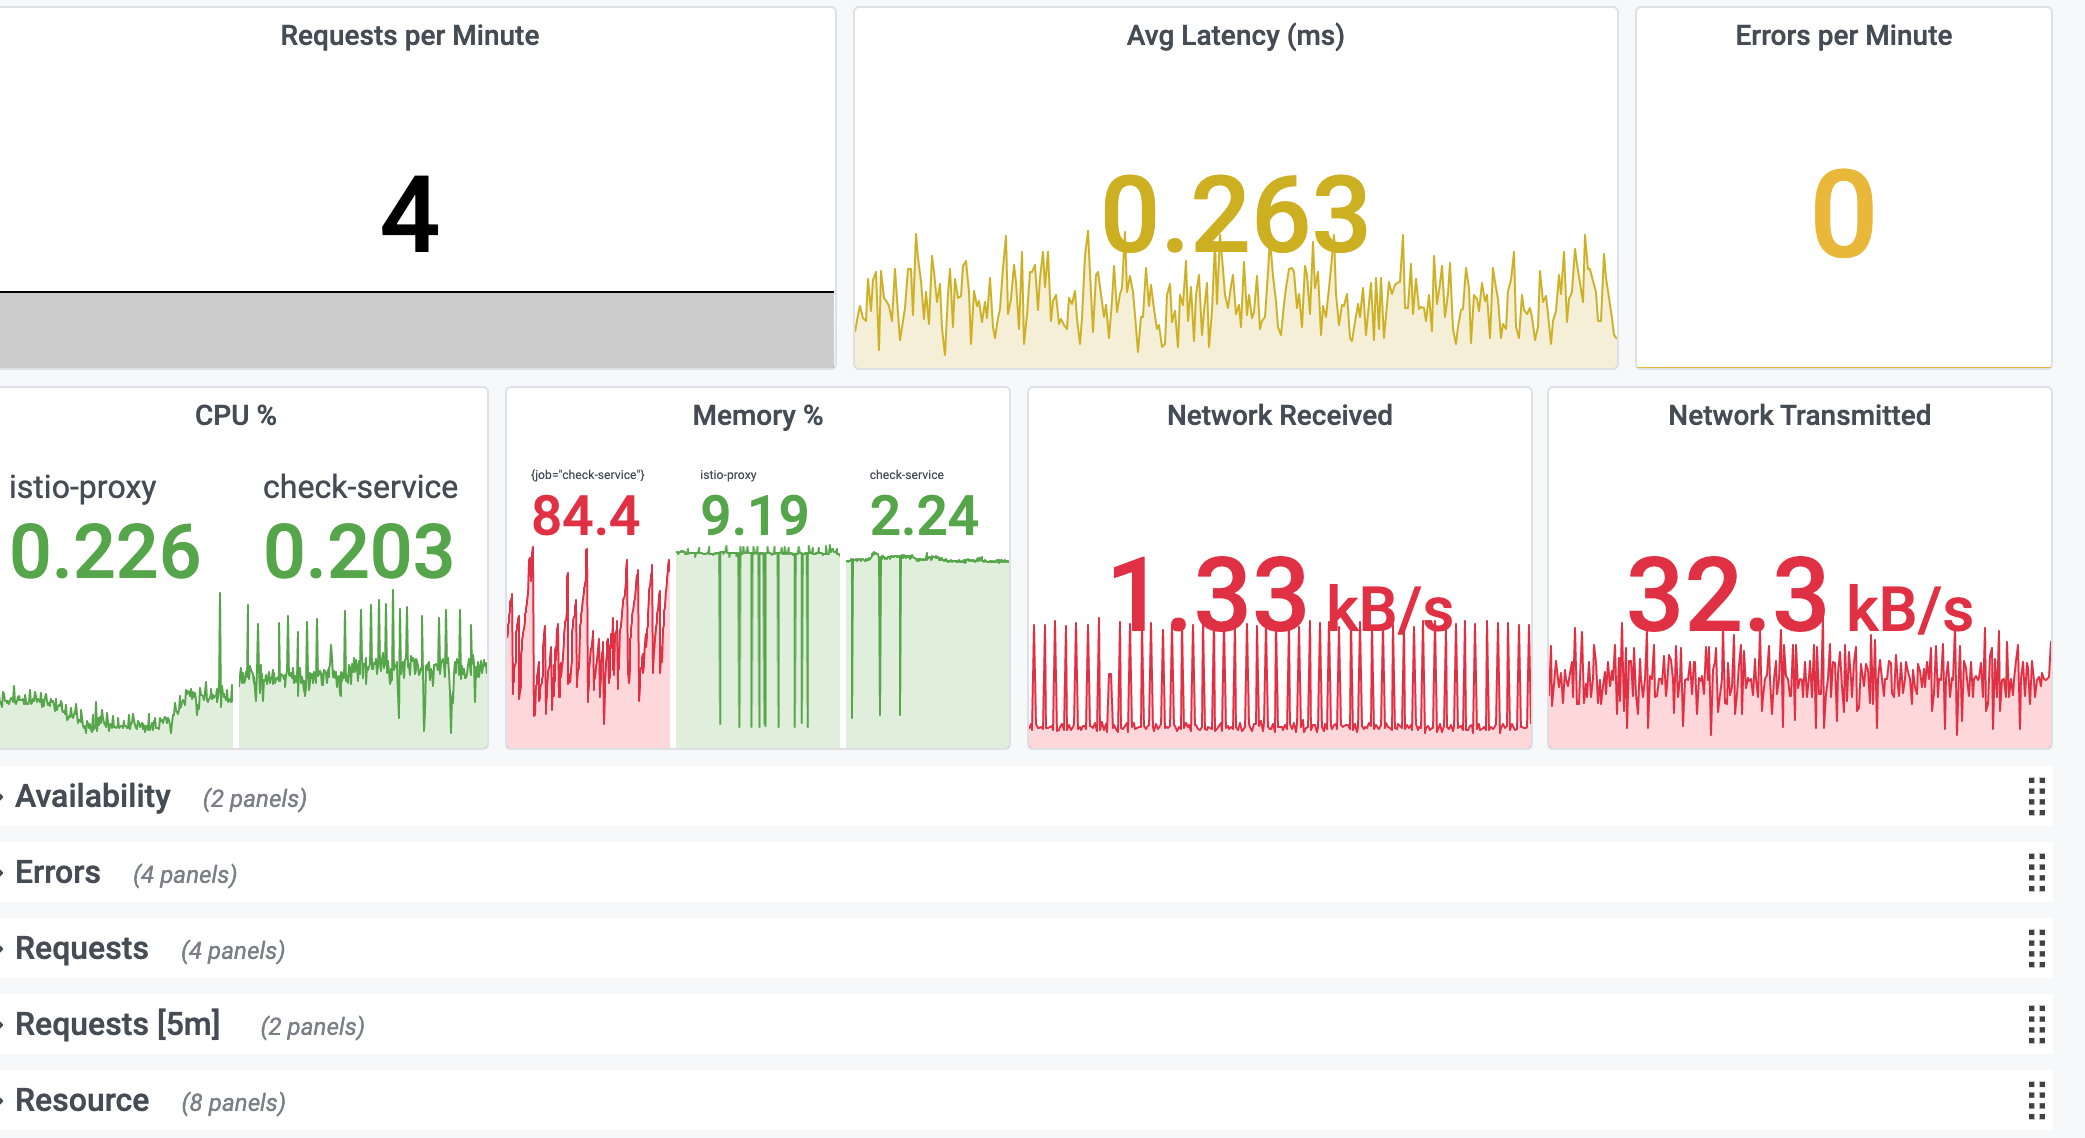 Requests per Minute
4
Avg Latency (ms)
0.263
Errors per Minute
0
CPU %
istio-proxy
0.226
check-service
0.203
Memory %
{job="check-service"}
84.4
istio-proxy
9.19
check-service
2.24
Network Received
1.33 kB/s
Network Transmitted
32.3 kB/s
Availability (2 panels)
Errors (4 panels)
Requests (4 panels)
Requests [5m] (2 panels)
Resource (8 panels)